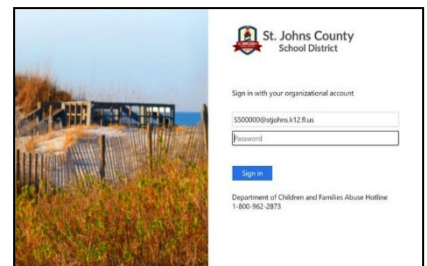 St. Johns County
School District
Sign in with your organizational account
S500000@stjohns.k12.fl.us
Password
Sign in
Department of Children and Families Abuse Hotline
1-800-962-2873